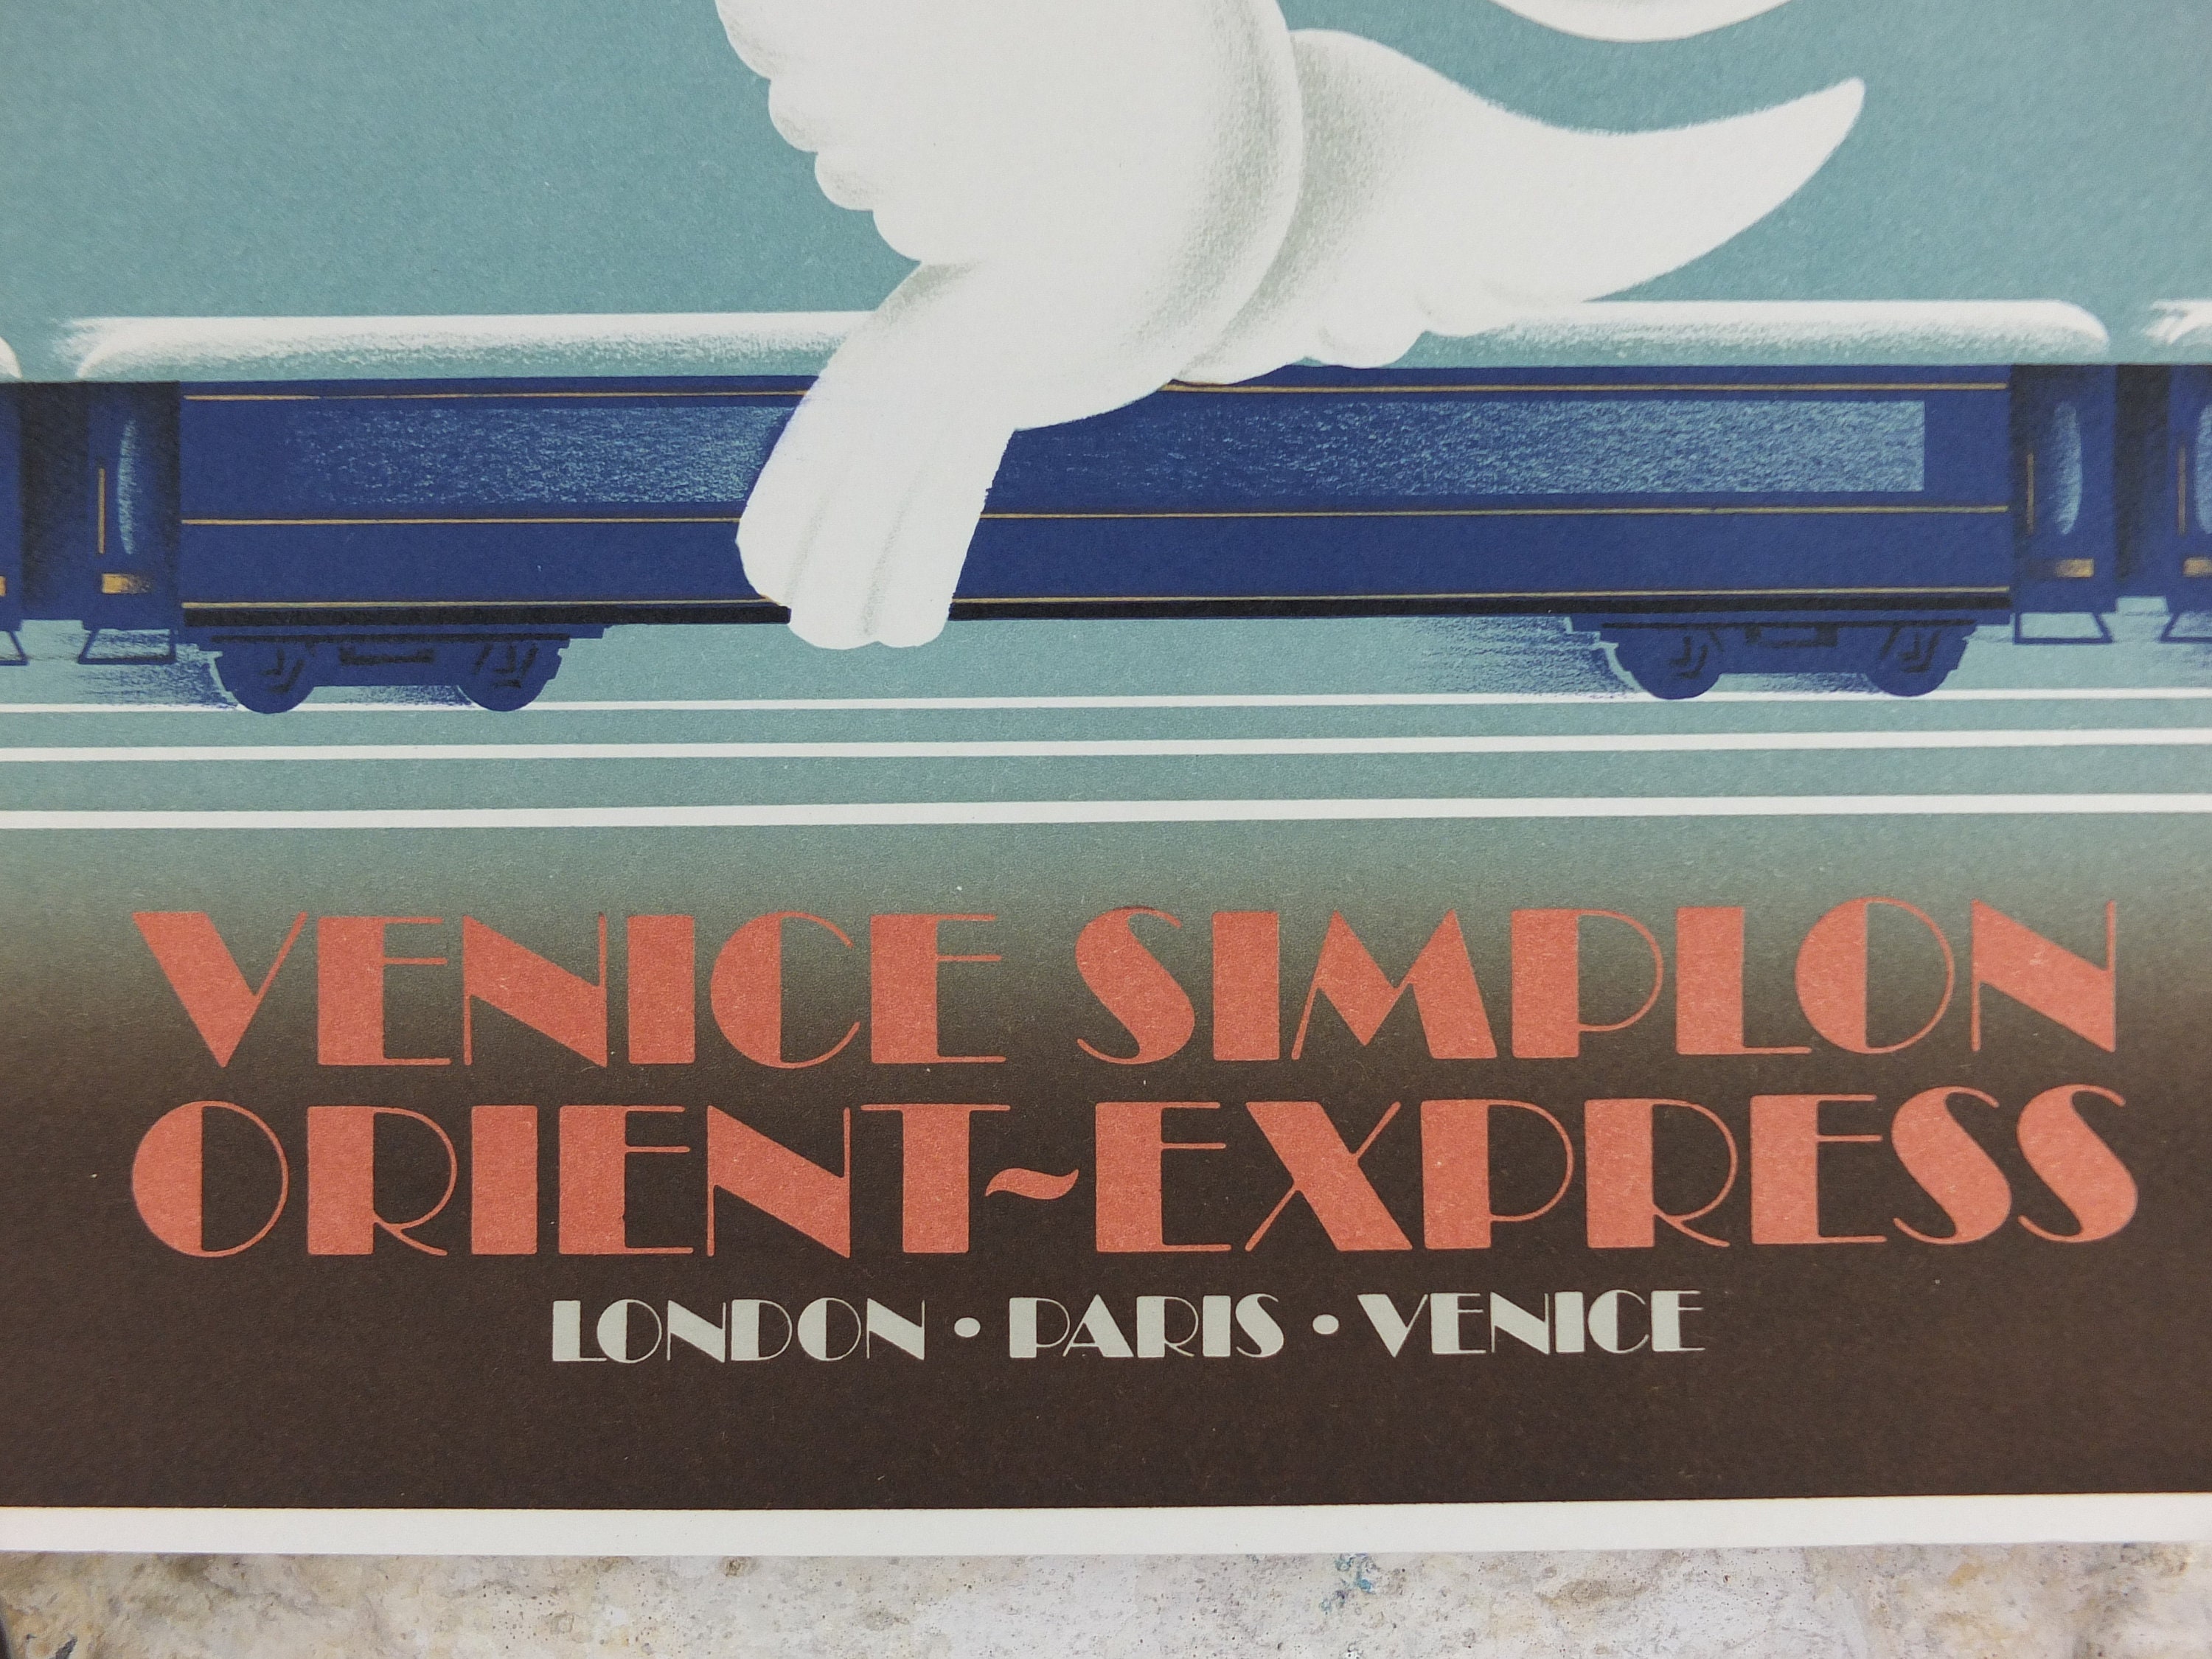 VENICE SIMPLON
ORIENT~EXPRESS
LONDON • PARIS • VENICE